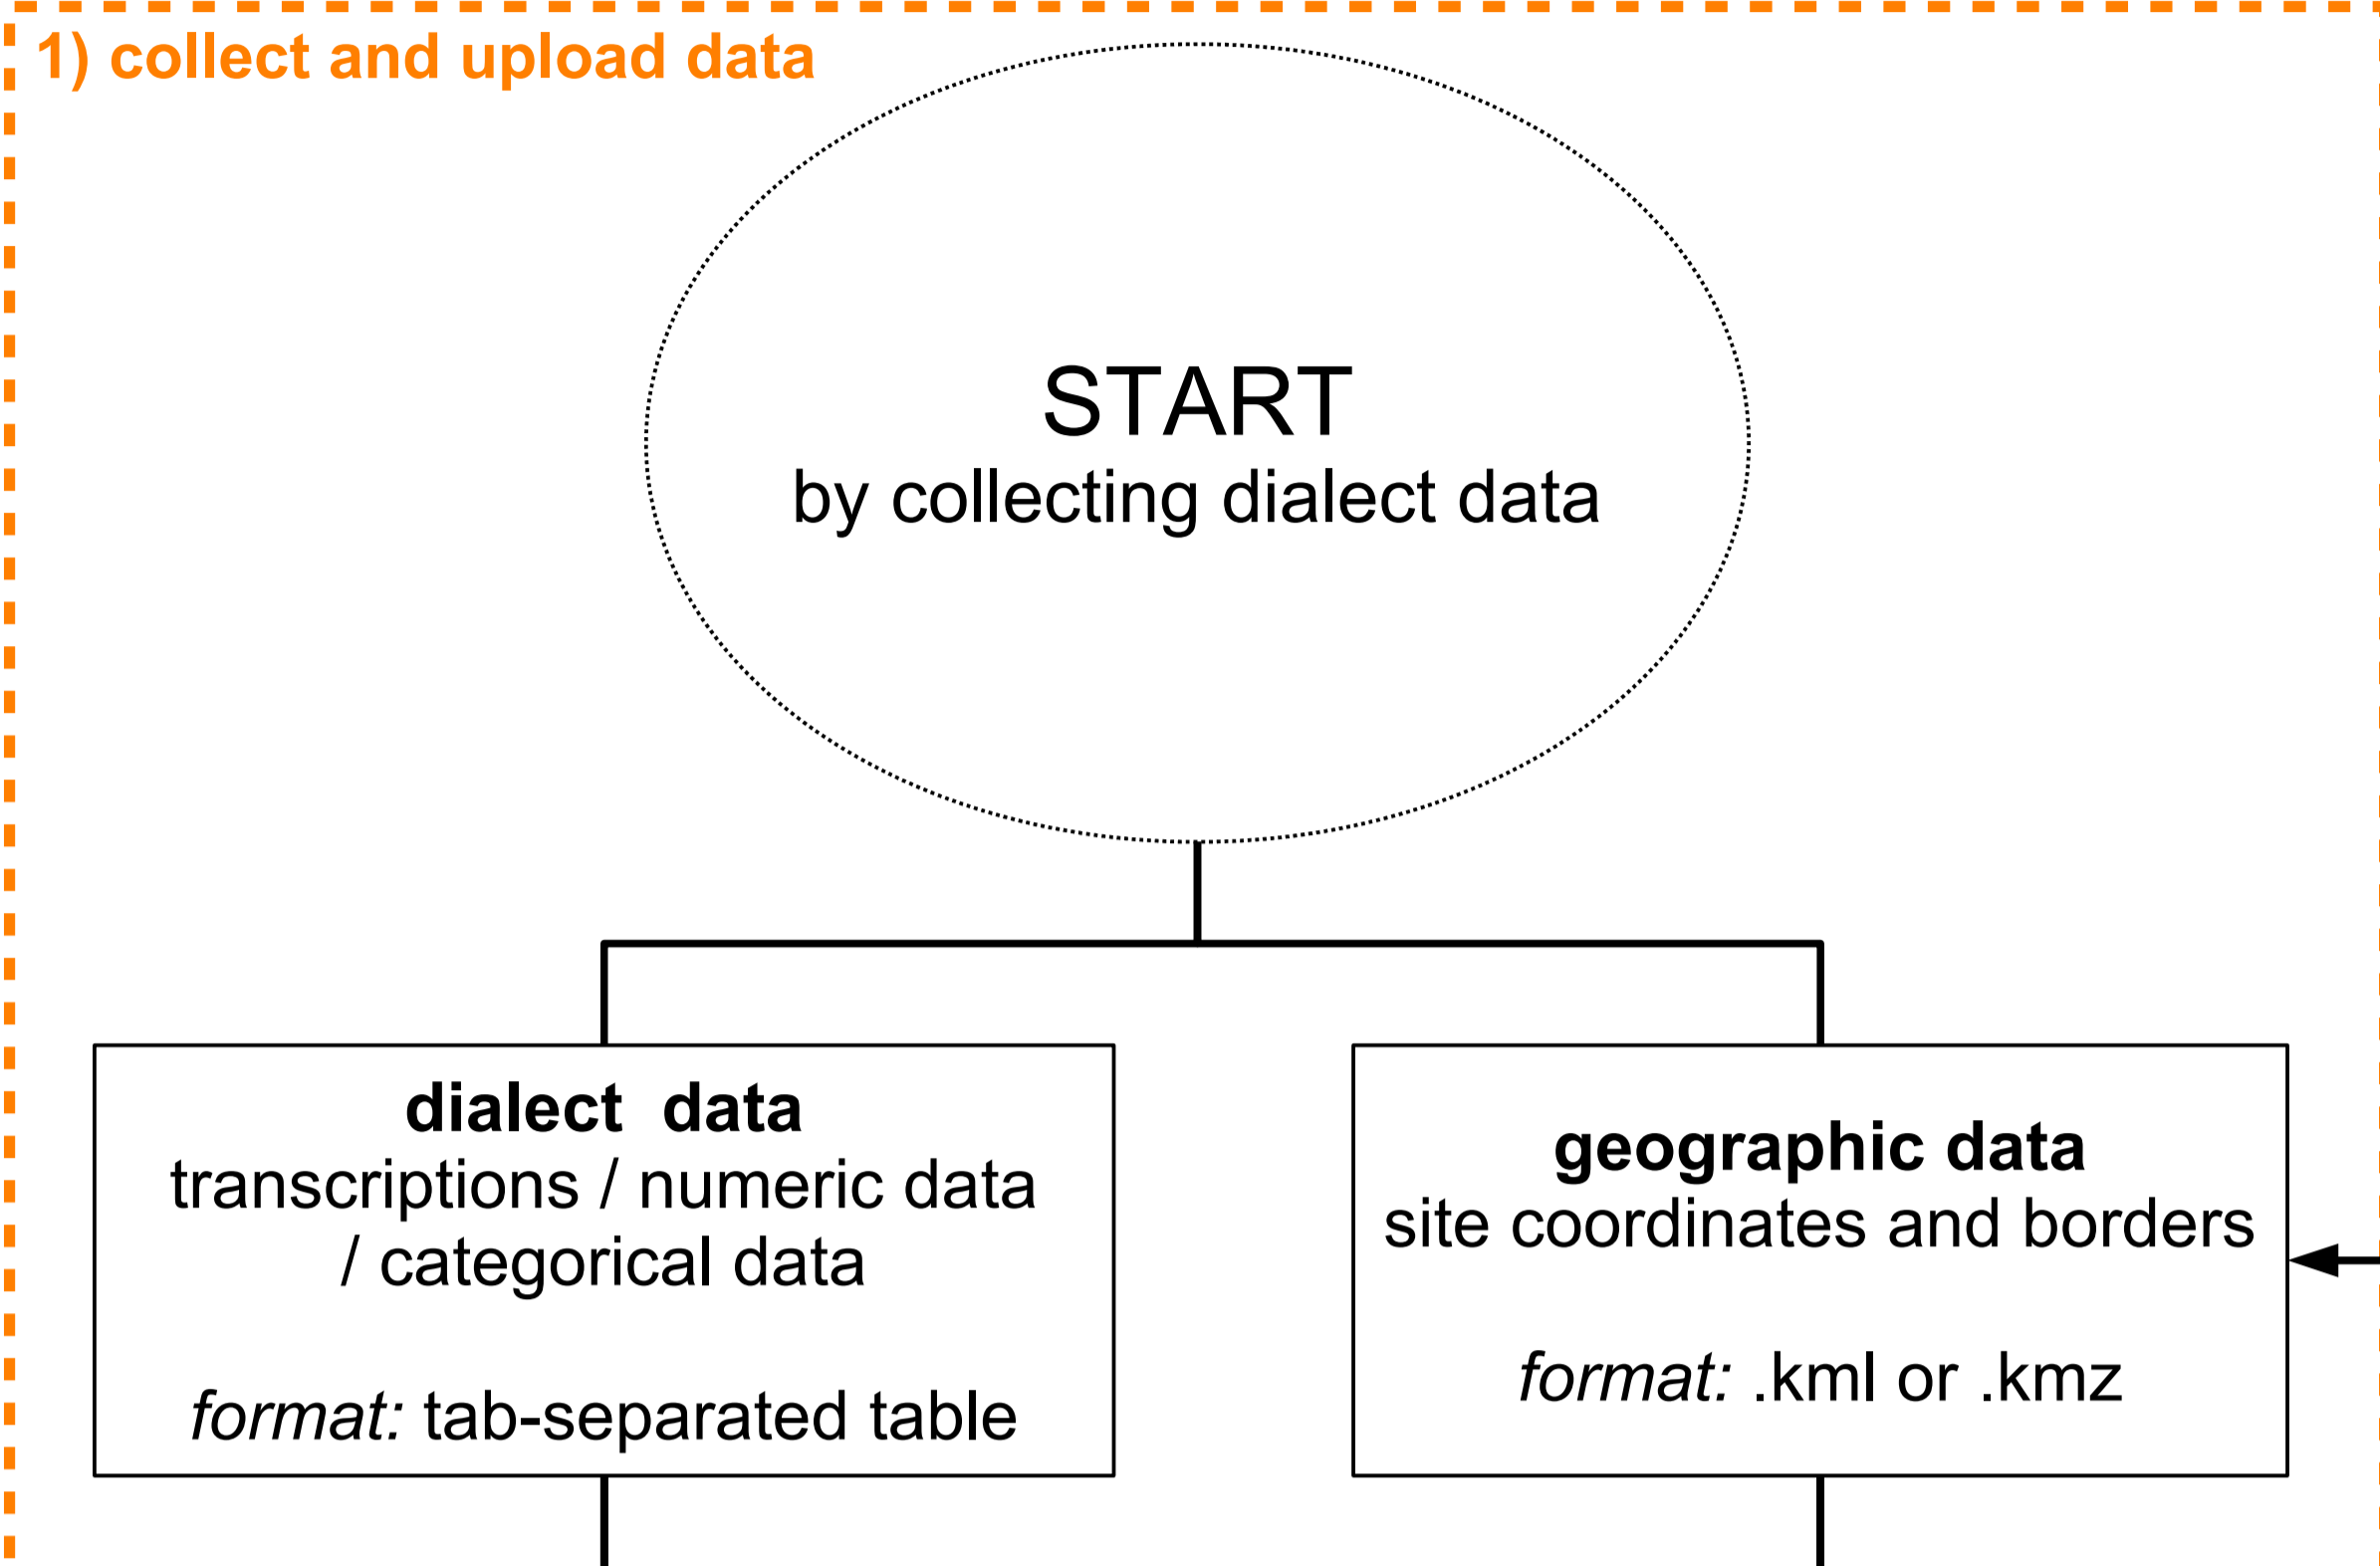 1) collect and upload data
START
by collecting dialect data
dialect  data
transcriptions / numeric data
/ categorical data
format: tab-separated table
geographic data
site coordinates and borders
format: .kml or .kmz